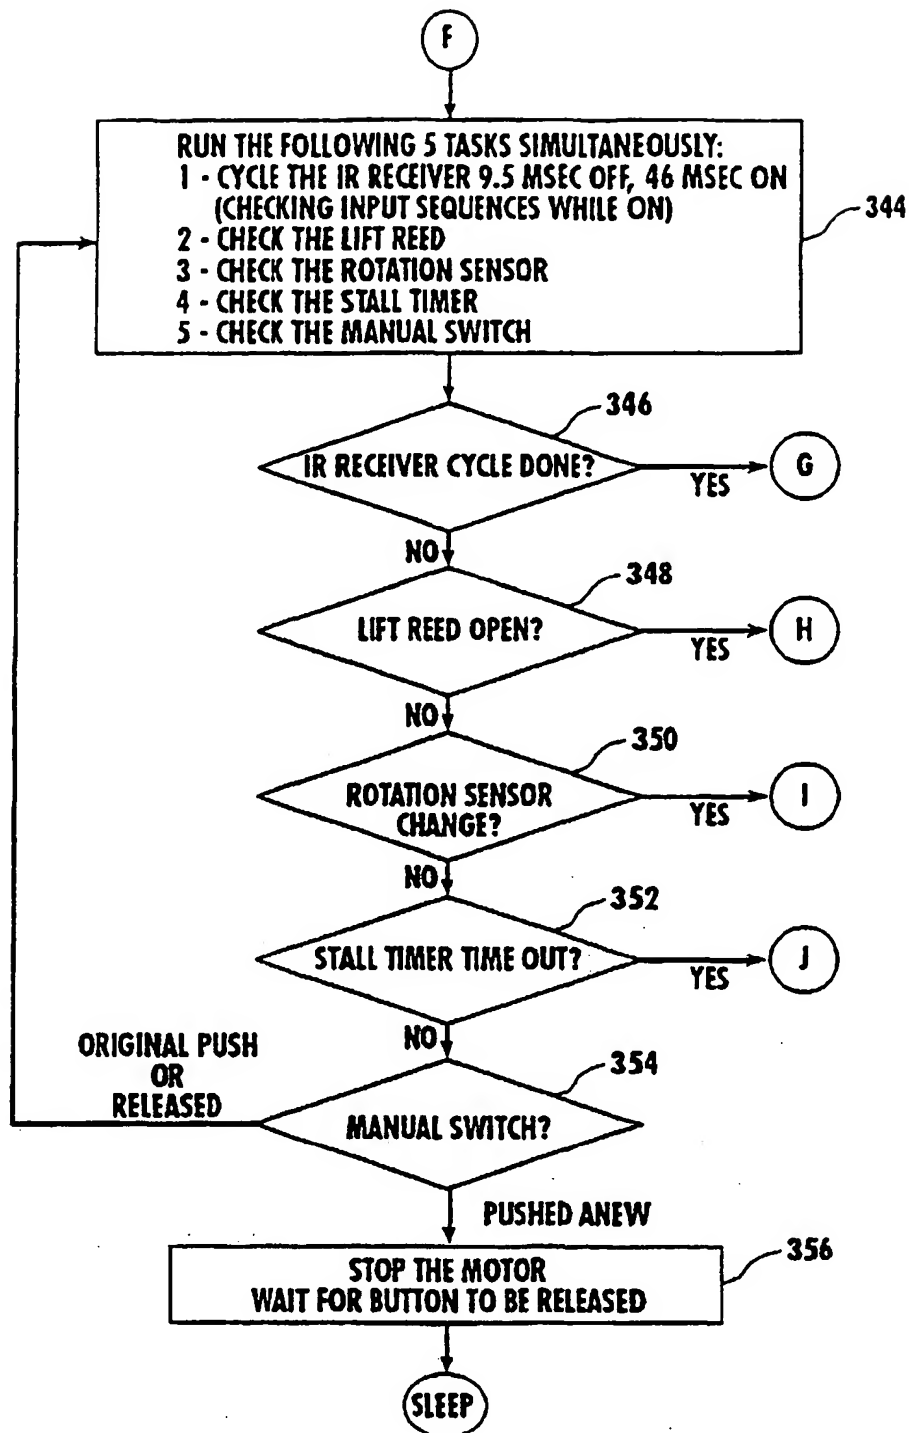 F
RUN THE FOLLOWING 5 TASKS SIMULTANEOUSLY:
1 - CYCLE THE IR RECEIVER 9.5 MSEC OFF, 46 MSEC ON
(CHECKING INPUT SEQUENCES WHILE ON)
2 - CHECK THE LIFT REED
3 - CHECK THE ROTATION SENSOR
4 - CHECK THE STALL TIMER
5 - CHECK THE MANUAL SWITCH
344
346
IR RECEIVER CYCLE DONE?
YES
G
NO
348
LIFT REED OPEN?
YES
H
NO
350
ROTATION SENSOR
CHANGE?
YES
I
NO
352
STALL TIMER TIME OUT?
YES
J
NO
ORIGINAL PUSH
OR
RELEASED
354
MANUAL SWITCH?
PUSHED ANEW
356
STOP THE MOTOR
WAIT FOR BUTTON TO BE RELEASED
SLEEP